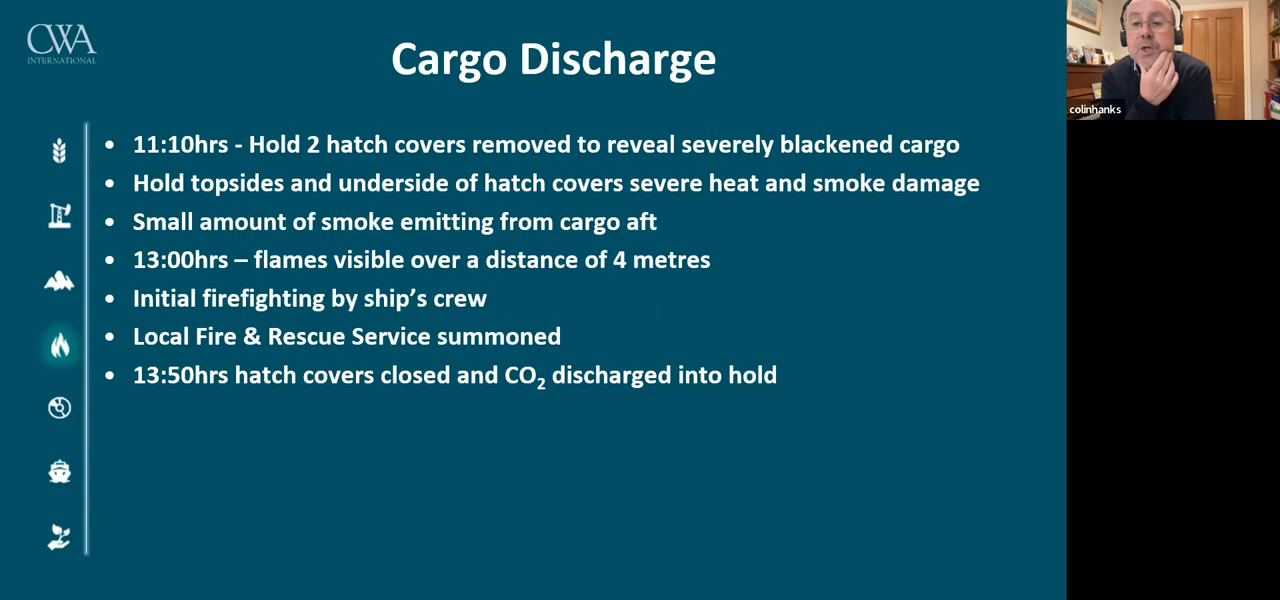 CWA
INTERNATIONAL
Cargo Discharge
• 11:10hrs - Hold 2 hatch covers removed to reveal severely blackened cargo
• Hold topsides and underside of hatch covers severe heat and smoke damage
• Small amount of smoke emitting from cargo aft
• 13:00hrs – flames visible over a distance of 4 metres
• Initial firefighting by ship’s crew
• Local Fire & Rescue Service summoned
• 13:50hrs hatch covers closed and CO₂ discharged into hold
colinhanks